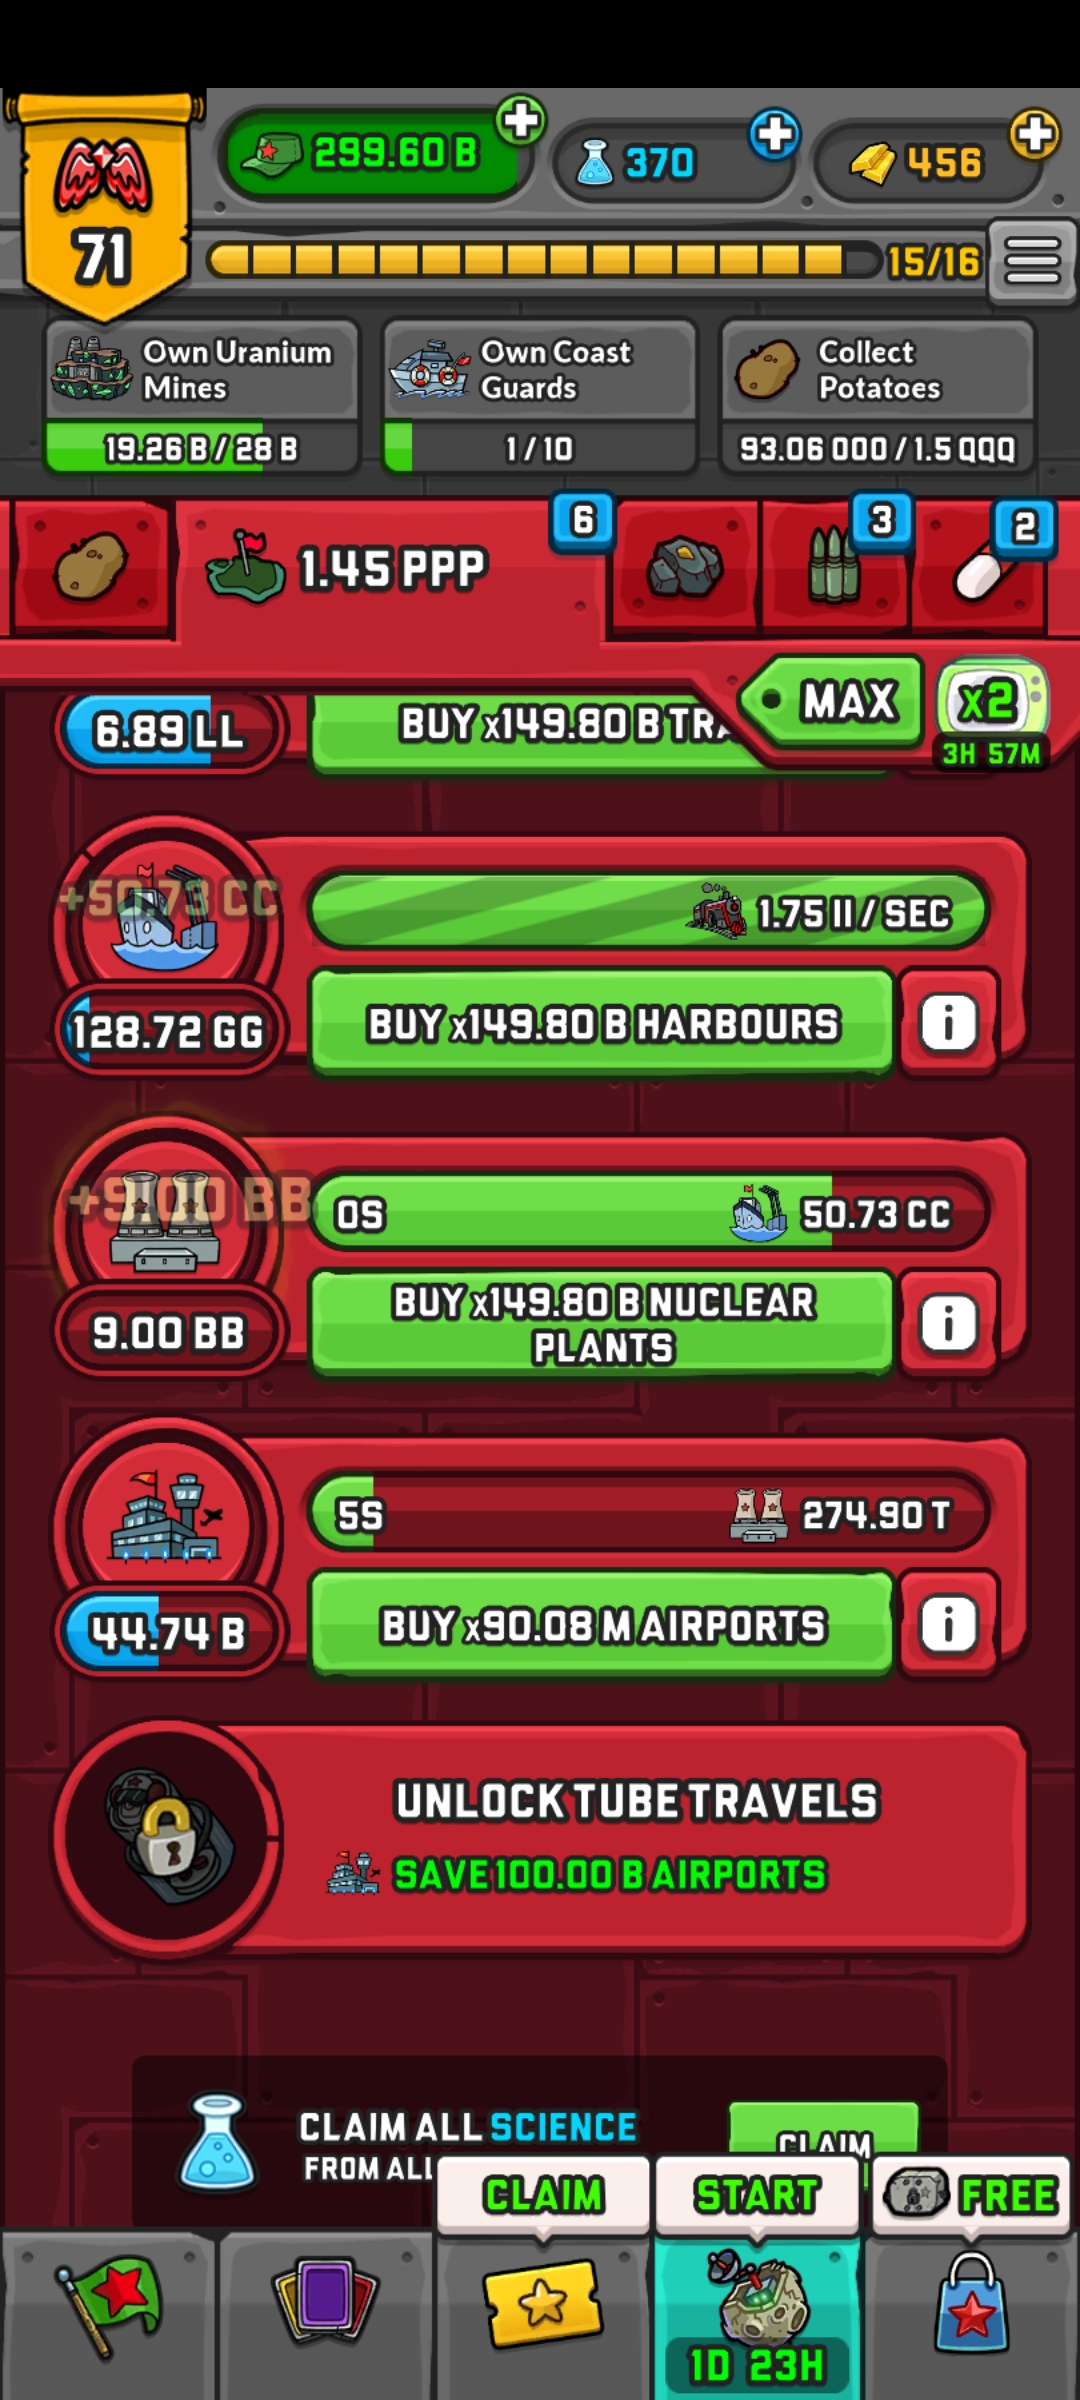 299.60 B
370
456
71
15/16
Own Uranium
Mines
19.26 B / 28 B
Own Coast
Guards
1 / 10
Collect
Potatoes
93.06 OOO / 1.5 QQQ
1.45 PPP
6
3
2
MAX
x2
3H 57M
6.89 LL
BUY x149.80 B
+50.73 CC
1.75 II / SEC
128.72 GG
BUY x149.80 B HARBOURS
i
+9.00 BB
0S
50.73 CC
9.00 BB
BUY x149.80 B NUCLEAR
PLANTS
i
5S
274.90 T
44.74 B
BUY x90.08 M AIRPORTS
i
UNLOCK TUBE TRAVELS
SAVE 100.00 B AIRPORTS
CLAIM ALL SCIENCE
FROM ALL
CLAIM
CLAIM
START
FREE
1D 23H